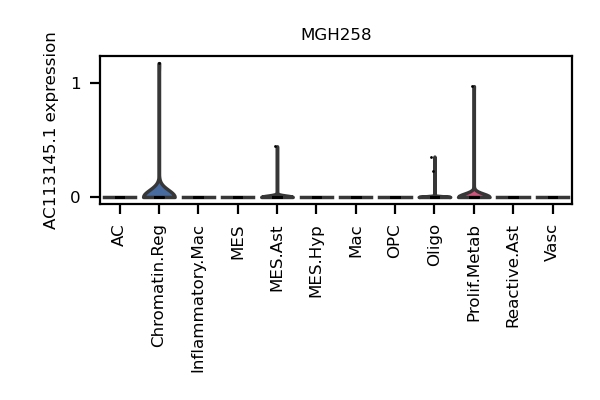 MGH258
AC113145.1 expression
1
0
AC
Chromatin.Reg
Inflammatory.Mac
MES
MES.Ast
MES.Hyp
Mac
OPC
Oligo
Prolif.Metab
Reactive.Ast
Vasc